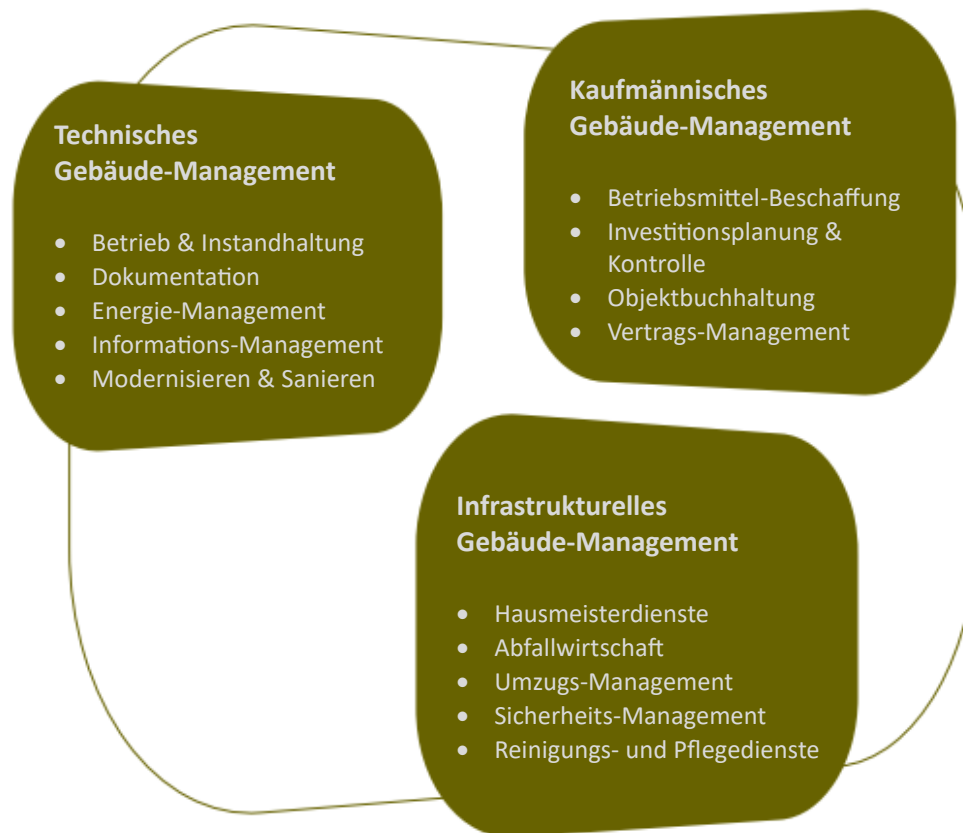 Technisches
Gebäude-Management
• Betrieb & Instandhaltung
• Dokumentation
• Energie-Management
• Informations-Management
• Modernisieren & Sanieren
Kaufmännisches
Gebäude-Management
• Betriebsmittel-Beschaffung
• Investitionsplanung &
Kontrolle
• Objektbuchhaltung
• Vertrags-Management
Infrastrukturelles
Gebäude-Management
• Hausmeisterdienste
• Abfallwirtschaft
• Umzugs-Management
• Sicherheits-Management
• Reinigungs- und Pflegedienste